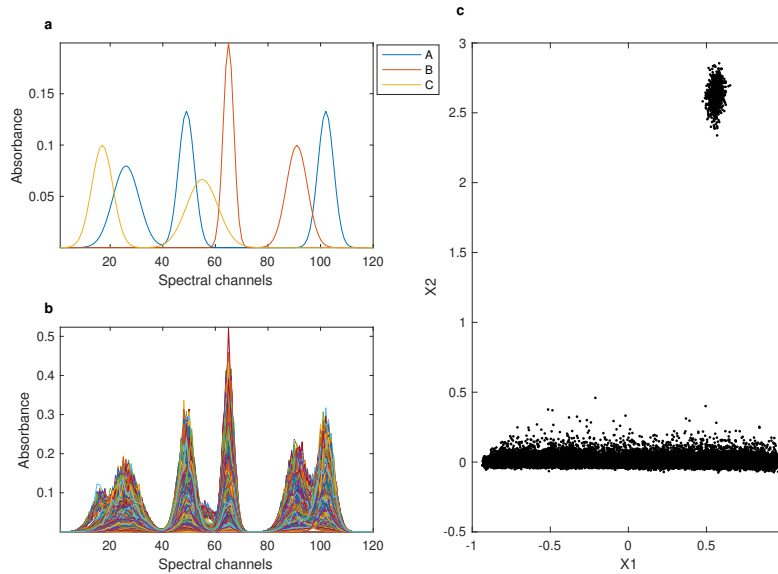 a
A
B
C
0.15
0.1
0.05
Absorbance
20 40 60 80 100 120
Spectral channels
b
0.5
0.4
0.3
0.2
0.1
Absorbance
20 40 60 80 100 120
Spectral channels
c
3
2.5
2
1.5
1
0.5
0
-0.5
X2
-1 -0.5 0 0.5
X1